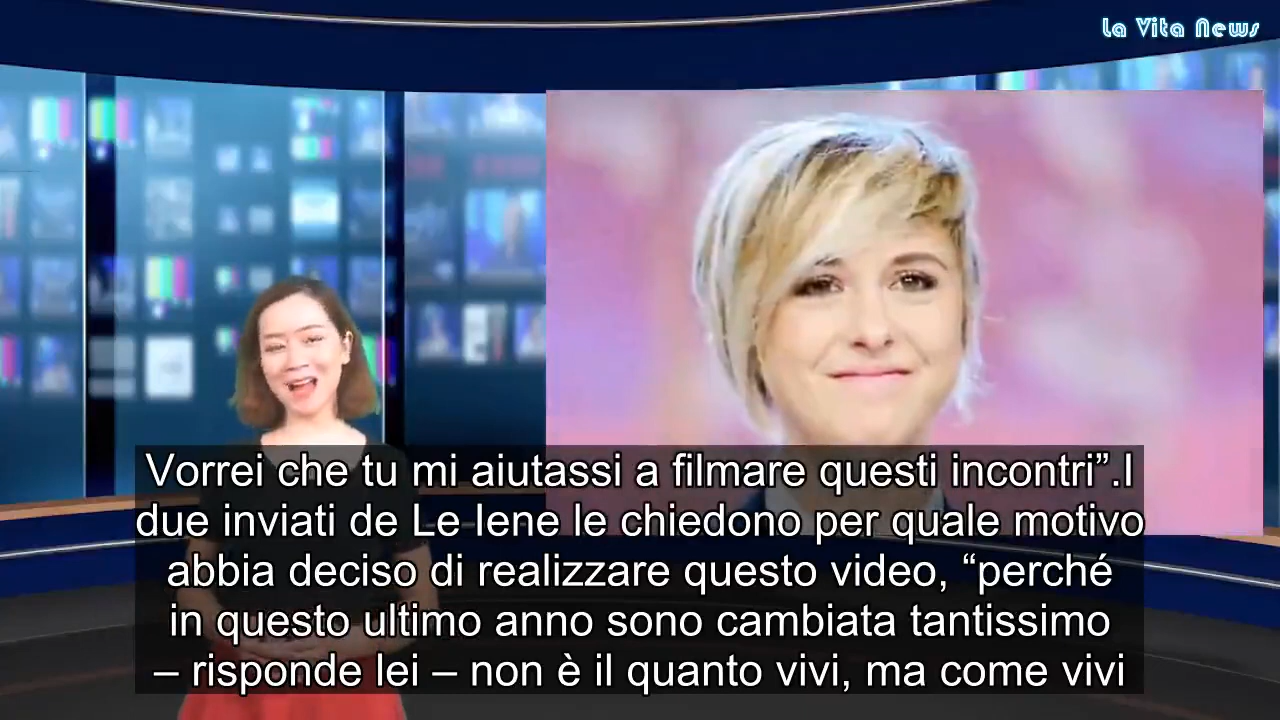 La Vita News
Vorrei che tu mi aiutassi a filmare questi incontri”.I
due inviati de Le Iene le chiedono per quale motivo
abbia deciso di realizzare questo video, “perché
in questo ultimo anno sono cambiata tantissimo
– risponde lei – non è il quanto vivi, ma come vivi